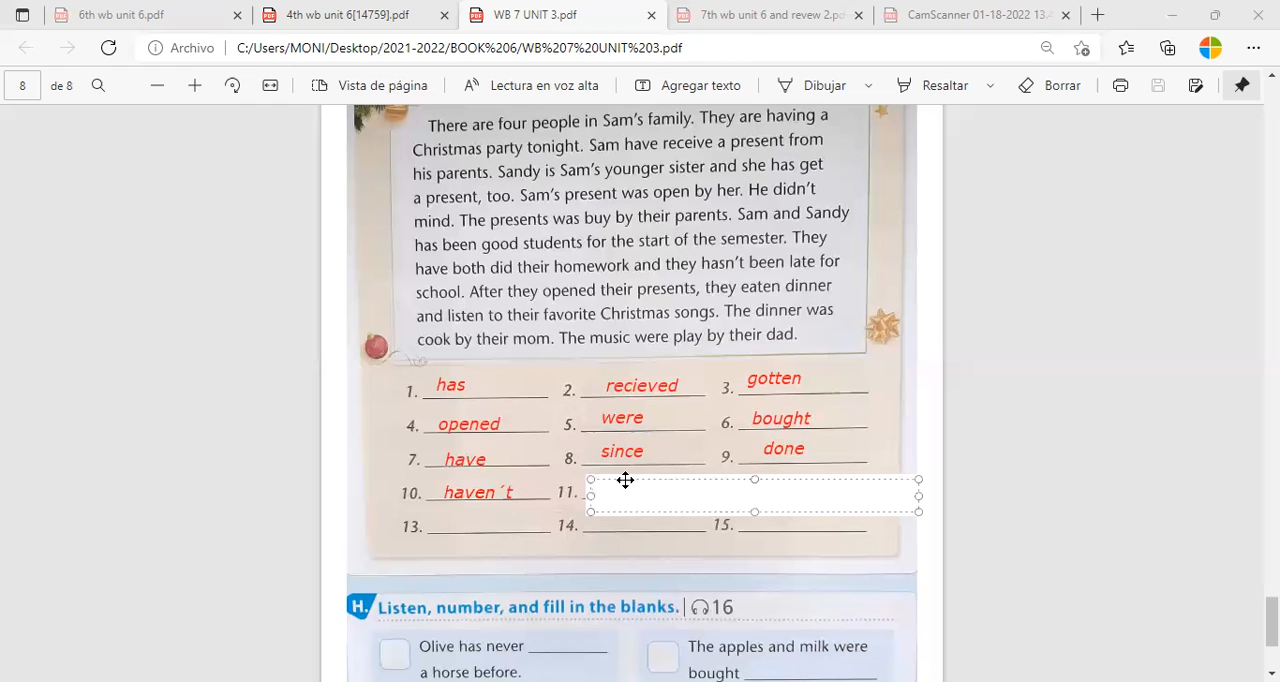 6th wb unit 6.pdf
4th wb unit 6[14759].pdf
WB 7 UNIT 3.pdf
7th wb unit 6 and revew 2.pd
CamScanner 01-18-2022 13.
Archivo
C:/Users/MONI/Desktop/2021-2022/BOOK%206/WB%207%20UNIT%203.pdf
8 de 8
Vista de página
Lectura en voz alta
Agregar texto
Dibujar
Resaltar
Borrar
There are four people in Sam's family. They are having a
Christmas party tonight. Sam have receive a present from
his parents. Sandy is Sam's younger sister and she has get
a present, too. Sam's present was open by her. He didn't
mind. The presents was buy by their parents. Sam and Sandy
has been good students for the start of the semester. They
have both did their homework and they hasn't been late for
school. After they opened their presents, they eaten dinner
and listen to their favorite Christmas songs. The dinner was
cook by their mom. The music were play by their dad.
1. has 2. recieved 3. gotten
4. opened 5. were 6. bought
7. have 8. since 9. done
10. haven´t 11.
13. 14. 15.
H. Listen, number, and fill in the blanks. 16
Olive has never
a horse before.
The apples and milk were
bought